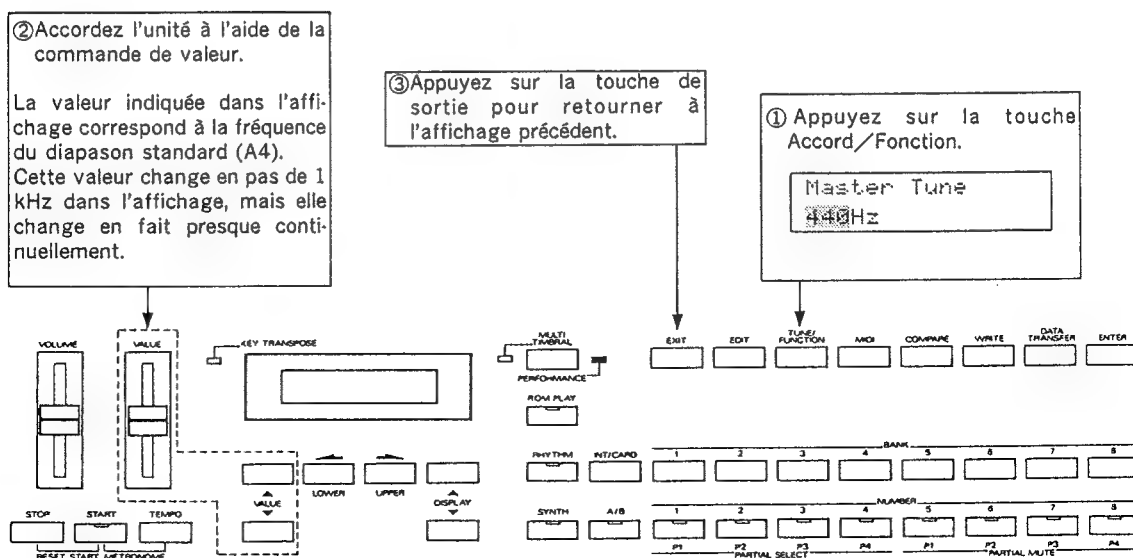 ②Accordez l'unité à l'aide de la
commande de valeur.
La valeur indiquée dans l'affi-
chage correspond à la fréquence
du diapason standard (A4).
Cette valeur change en pas de 1
kHz dans l'affichage, mais elle
change en fait presque conti-
nuellement.
③Appuyez sur la touche de
sortie pour retourner à
l'affichage précédent.
① Appuyez sur la touche
Accord/Fonction.
Master Tune
440Hz
VOLUME
VALUE
KEY TRANSPOSE
MULTI
TIMBRAL
EXIT
EDIT
TUNE/
FUNCTION
MIDI
COMPARE
WRITE
DATA
TRANSFER
ENTER
PERFORMANCE
ROM PLAY
BANK
RHYTHM
INT/CARD
1 2 3 4 5 6 7 8
LOWER
UPPER
VALUE
DISPLAY
NUMBER
STOP
START
TEMPO
SYNTH
A/B
1 2 3 4 5 6 7 8
RESET START METRONOME
P1 P2 P3 P4 P1 P2 P3 P4
PARTIAL SELECT
PARTIAL MUTE